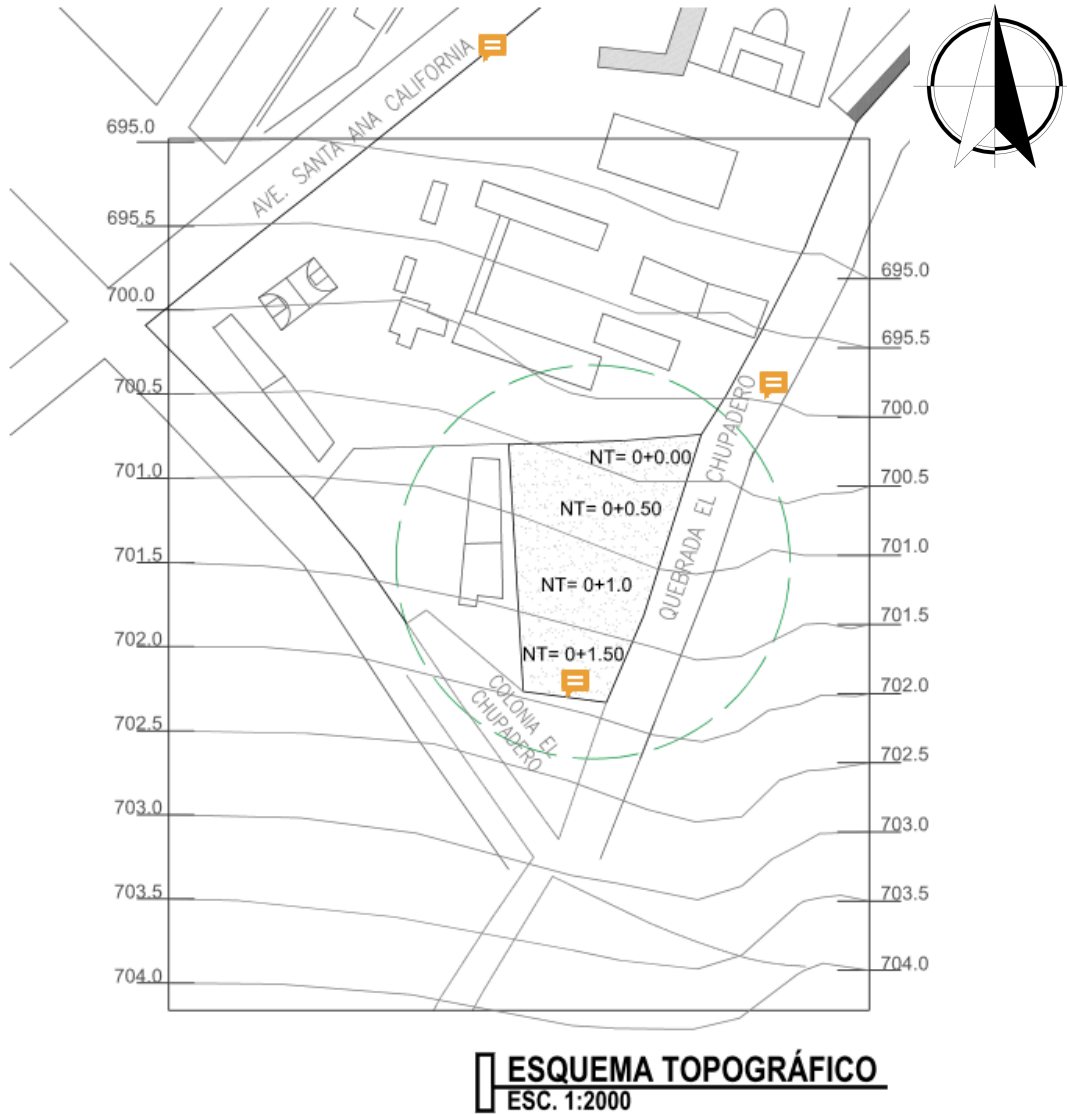 AVE. SANTA ANA CALIFORNIA
695.0
695.5
700.0
700.5
701.0
701.5
702.0
702.5
703.0
703.5
704.0
695.0
695.5
700.0
700.5
701.0
701.5
702.0
702.5
703.0
703.5
704.0
NT= 0+0.00
NT= 0+0.50
NT= 0+1.0
NT= 0+1.50
QUEBRADA EL CHUPADERO
COLONIA EL
CHUPADERO
ESQUEMA TOPOGRÁFICO
ESC. 1:2000